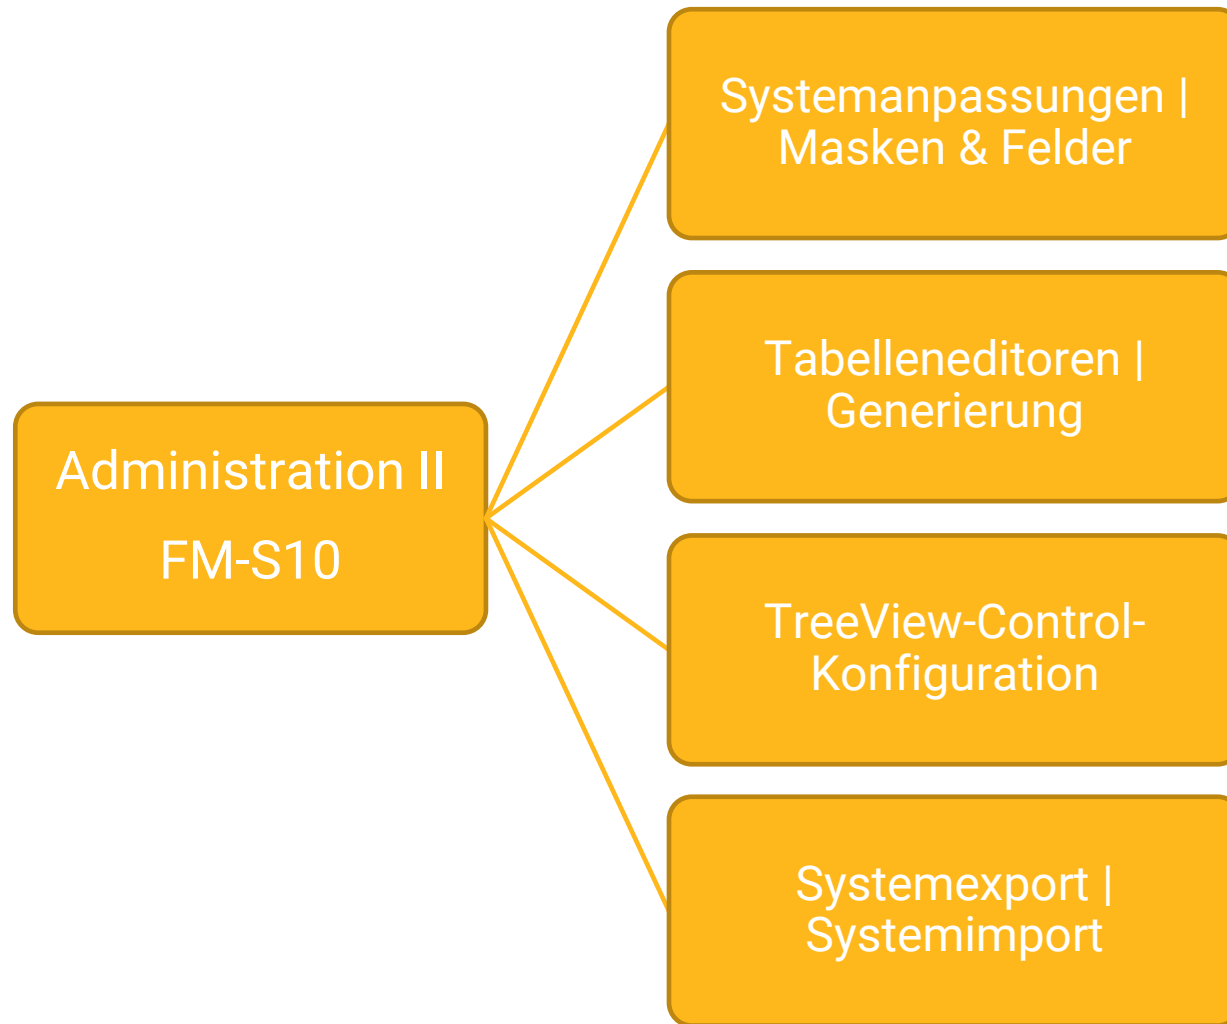 Administration II
FM-S10
Systemanpassungen |
Masken & Felder
Tabelleneditoren |
Generierung
TreeView-Control-
Konfiguration
Systemexport |
Systemimport